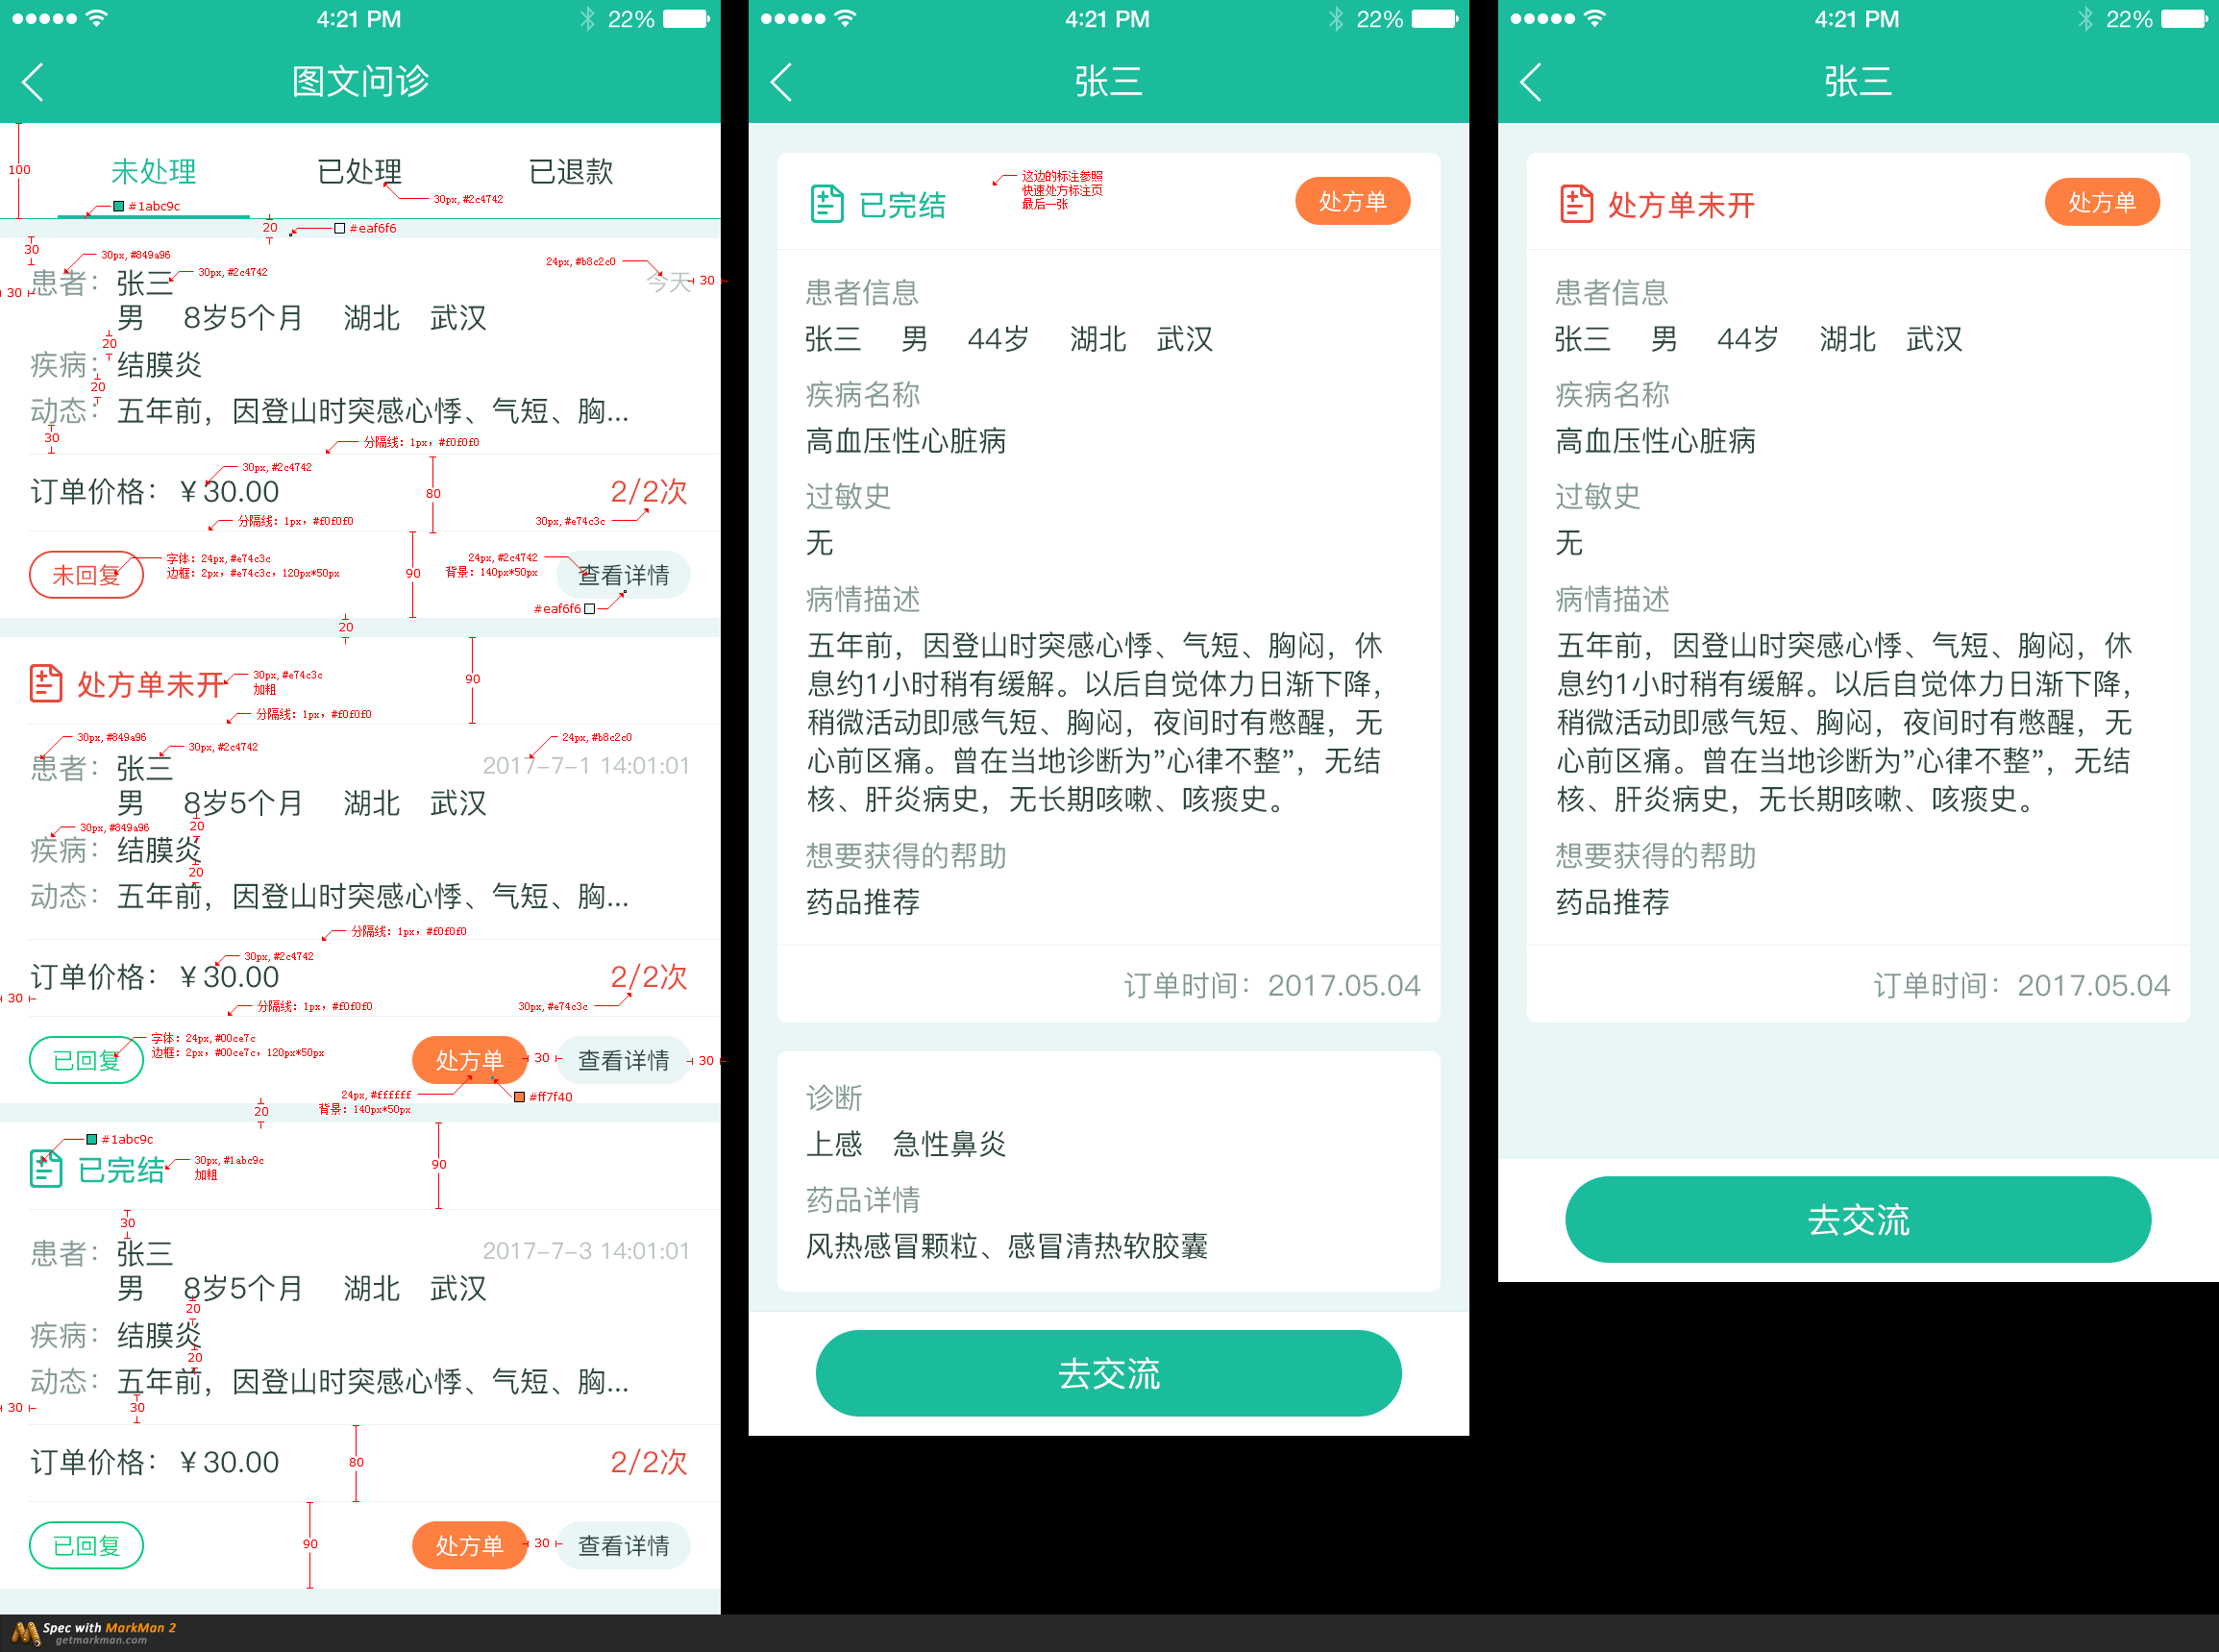 4:21 PM
22%
图文问诊
未处理
已处理
已退款
100
#1abc9c
30px, #2c4742
20
#eaf6f6
30
30px, #849a96
30px, #2c4742
24px, #b8c2c0
30
患者：
张三
今天
30
男 8岁5个月 湖北 武汉
20
疾病：
结膜炎
20
动态：
五年前，因登山时突感心悸、气短、胸...
30
分隔线：1px，#f0f0f0
30px, #2c4742
订单价格：￥30.00
80
2/2次
分隔线：1px，#f0f0f0
30px, #e74c3c
未回复
字体：24px, #e74c3c
边框：2px，#e74c3c，120px*50px
90
24px, #2c4742
背景：140px*50px
查看详情
#eaf6f6
20
处方单未开
30px, #e74c3c
加粗
90
分隔线：1px，#f0f0f0
30px, #849a96
30px, #2c4742
24px, #b8c2c0
患者：
张三
2017-7-1 14:01:01
男 8岁5个月 湖北 武汉
30px, #849a96
20
疾病：
结膜炎
20
动态：
五年前，因登山时突感心悸、气短、胸...
分隔线：1px，#f0f0f0
30px, #2c4742
订单价格：￥30.00
2/2次
30
分隔线：1px，#f0f0f0
30px, #e74c3c
已回复
字体：24px, #00ce7c
边框：2px，#00ce7c，120px*50px
处方单
30
查看详情
30
24px, #ffffff
背景：140px*50px
#ff7f40
20
#1abc9c
已完结
30px, #1abc9c
加粗
90
30
患者：
张三
2017-7-3 14:01:01
男 8岁5个月 湖北 武汉
20
疾病：
结膜炎
20
动态：
五年前，因登山时突感心悸、气短、胸...
30
30
订单价格：￥30.00
80
2/2次
已回复
90
处方单
30
查看详情
4:21 PM
22%
张三
已完结
这边的标注参照
快速处方标注页
最后一张
处方单
患者信息
张三 男 44岁 湖北 武汉
疾病名称
高血压性心脏病
过敏史
无
病情描述
五年前，因登山时突感心悸、气短、胸闷，休
息约1小时稍有缓解。以后自觉体力日渐下降，
稍微活动即感气短、胸闷，夜间时有憋醒，无
心前区痛。曾在当地诊断为”心律不整”，无结
核、肝炎病史，无长期咳嗽、咳痰史。
想要获得的帮助
药品推荐
订单时间：2017.05.04
诊断
上感 急性鼻炎
药品详情
风热感冒颗粒、感冒清热软胶囊
去交流
4:21 PM
22%
张三
处方单未开
处方单
患者信息
张三 男 44岁 湖北 武汉
疾病名称
高血压性心脏病
过敏史
无
病情描述
五年前，因登山时突感心悸、气短、胸闷，休
息约1小时稍有缓解。以后自觉体力日渐下降，
稍微活动即感气短、胸闷，夜间时有憋醒，无
心前区痛。曾在当地诊断为”心律不整”，无结
核、肝炎病史，无长期咳嗽、咳痰史。
想要获得的帮助
药品推荐
订单时间：2017.05.04
去交流
Spec with MarkMan 2
getmarkman.com